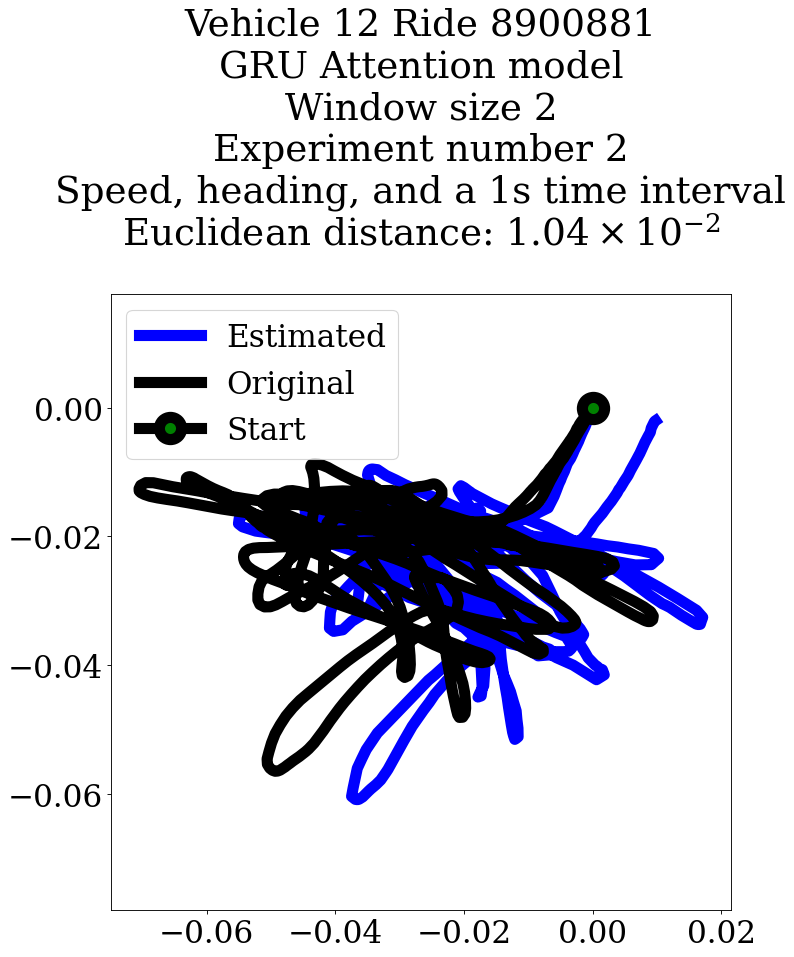 Vehicle 12 Ride 8900881
GRU Attention model
Window size 2
Experiment number 2
Speed, heading, and a 1s time interval
Euclidean distance: 1.04 × 10⁻²
Estimated
Original
Start
0.00
−0.02
−0.04
−0.06
−0.06 −0.04 −0.02 0.00 0.02